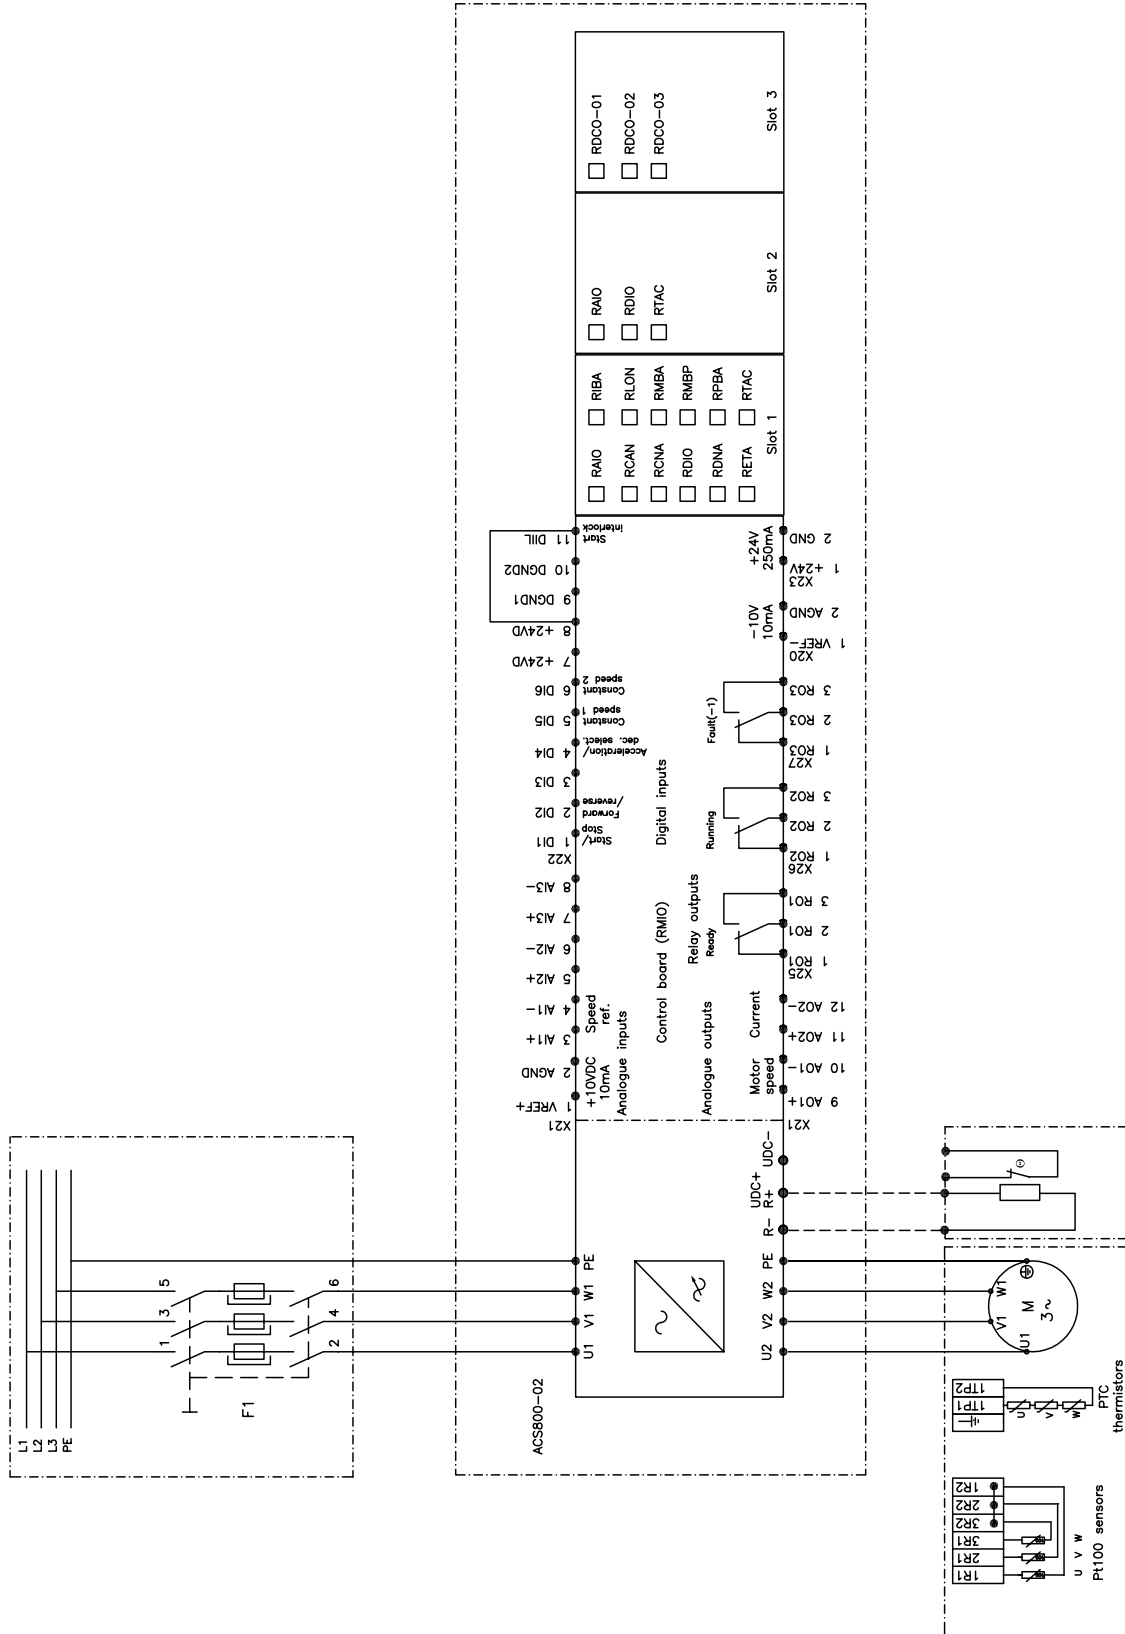 RDCO-01
RDCO-02
RDCO-03
Slot 3
RAIO
RDIO
RTAC
Slot 2
RAIO
RCAN
RCNA
RDIO
RDNA
RETA
RIBA
RLON
RMBA
RMBP
RPBA
RTAC
Slot 1
11 DIIL
Start
interlock
10 DGND2
9 DGND1
8 +24VD
7 +24VD
6 DI6
Constant
speed 2
5 DI5
Constant
speed 1
4 DI4
Acceleration/
dec. select.
3 DI3
2 DI2
Forward
/reverse
1 DI1
Start/
Stop
X22
8 AI3-
7 AI3+
6 AI2-
5 AI2+
4 AI1-
3 AI1+
Speed
ref.
2 AGND
1 VREF+
+10VDC
10mA
X21
Analogue inputs
Digital inputs
Control board (RMIO)
Relay outputs
Analogue outputs
+24V
250mA
2 GND
1 +24V
X23
-10V
10mA
2 AGND
1 VREF-
X20
Fault(-1)
3 RO3
2 RO3
1 RO3
X27
Running
3 RO2
2 RO2
1 RO2
X26
Ready
3 RO1
2 RO1
1 RO1
X25
Current
12 AO2-
11 AO2+
Motor
speed
10 AO1-
9 AO1+
X21
UDC-
UDC+
R+
R-
PE
W2
V2
U2
PE
W1
V1
U1
ACS800-02
L1
L2
L3
PE
5
3
1
6
4
2
F1
W1
V1
U1
M
3~
1TP2
1TP1
U
V
W
PTC
thermistors
1R2
2R2
3R2
3R1
2R1
1R1
U V W
Pt100 sensors